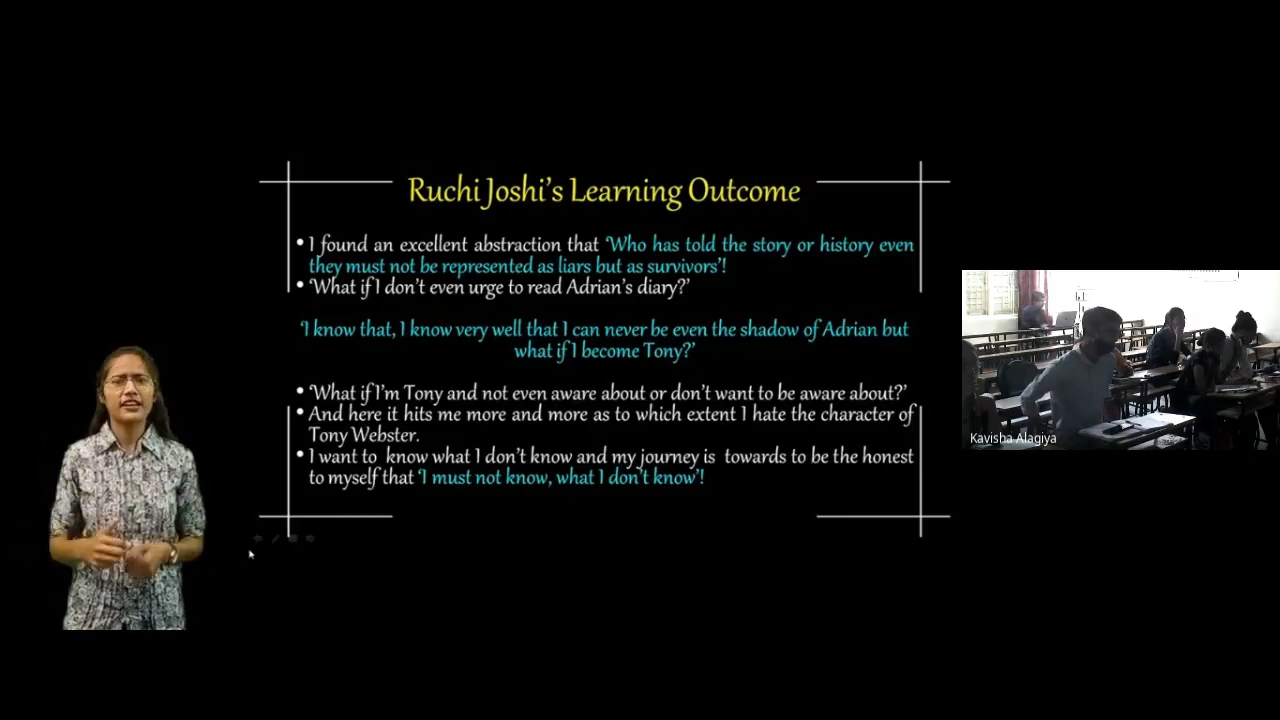 Ruchi Joshi's Learning Outcome
• I found an excellent abstraction that 'Who has told the story or history even
they must not be represented as liars but as survivors'!
• 'What if I don't even urge to read Adrian's diary?'
'I know that, I know very well that I can never be even the shadow of Adrian but
what if I become Tony?'
• 'What if I'm Tony and not even aware about or don't want to be aware about?'
• And here it hits me more and more as to which extent I hate the character of
Tony Webster.
• I want to know what I don't know and my journey is towards to be the honest
to myself that 'I must not know, what I don't know'!
Kavisha Alagiya